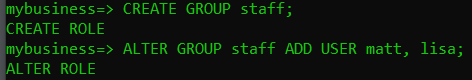 mybusiness=> CREATE GROUP staff;
CREATE ROLE
mybusiness=> ALTER GROUP staff ADD USER matt, lisa;
ALTER ROLE